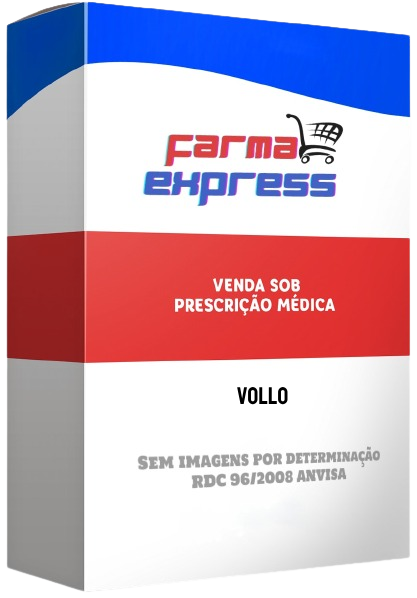 farma
express
VENDA SOB
PRESCRIÇÃO MÉDICA
VOLLO
SEM IMAGENS POR DETERMINAÇÃO
RDC 96/2008 ANVISA